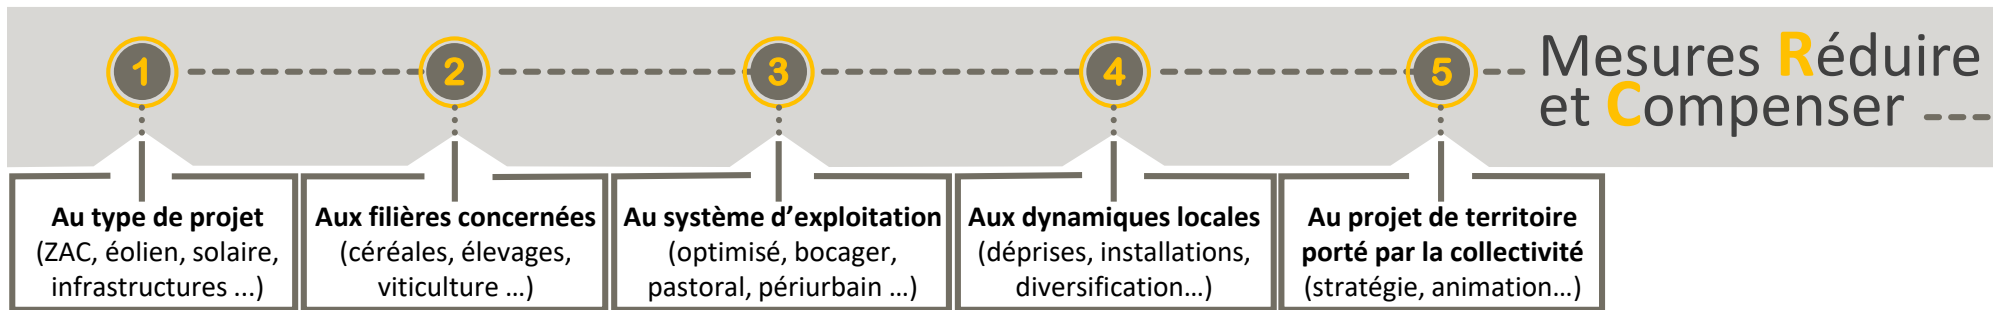 1
2
3
4
5
Mesures Réduire
et Compenser
Au type de projet
(ZAC, éolien, solaire,
infrastructures ...)
Aux filières concernées
(céréales, élevages,
viticulture …)
Au système d’exploitation
(optimisé, bocager,
pastoral, périurbain …)
Aux dynamiques locales
(déprises, installations,
diversification…)
Au projet de territoire
porté par la collectivité
(stratégie, animation…)